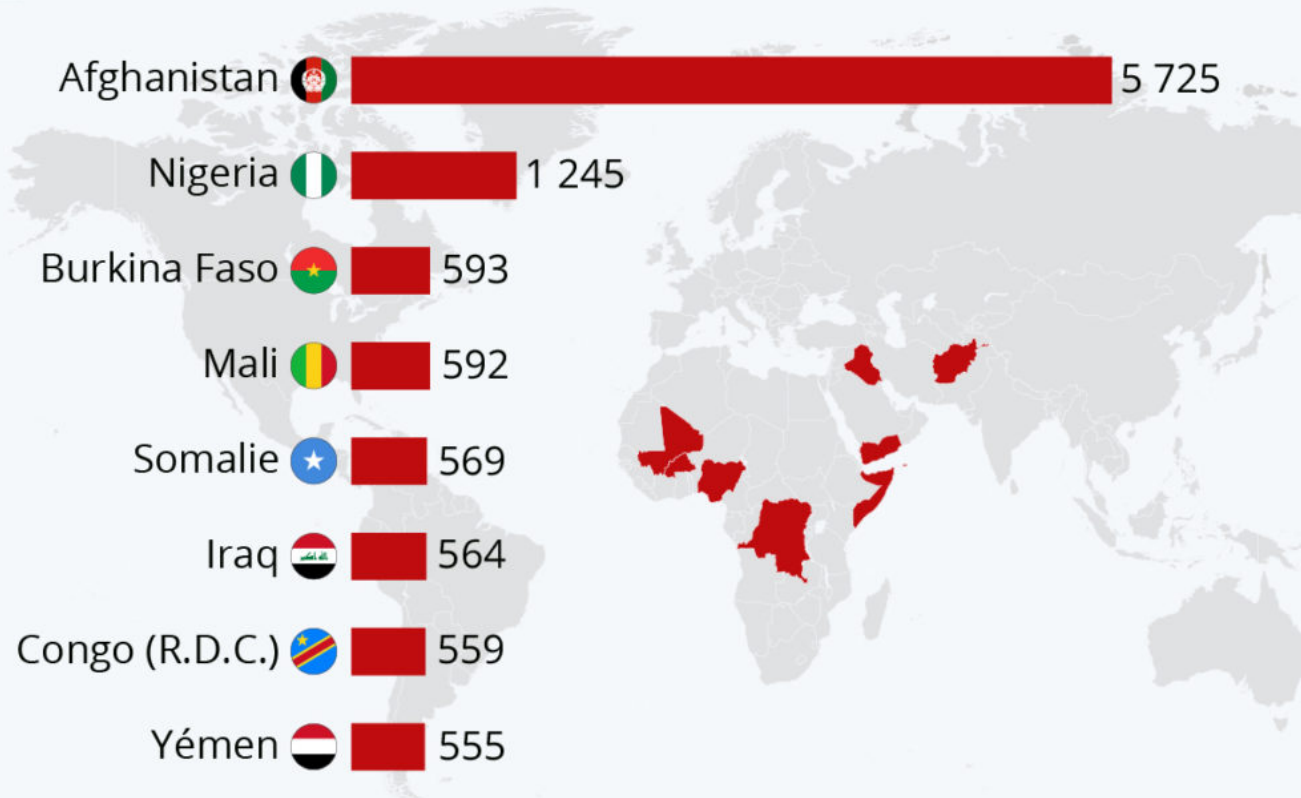 Afghanistan 5 725
Nigeria 1 245
Burkina Faso 593
Mali 592
Somalie 569
Iraq 564
Congo (R.D.C.) 559
Yémen 555